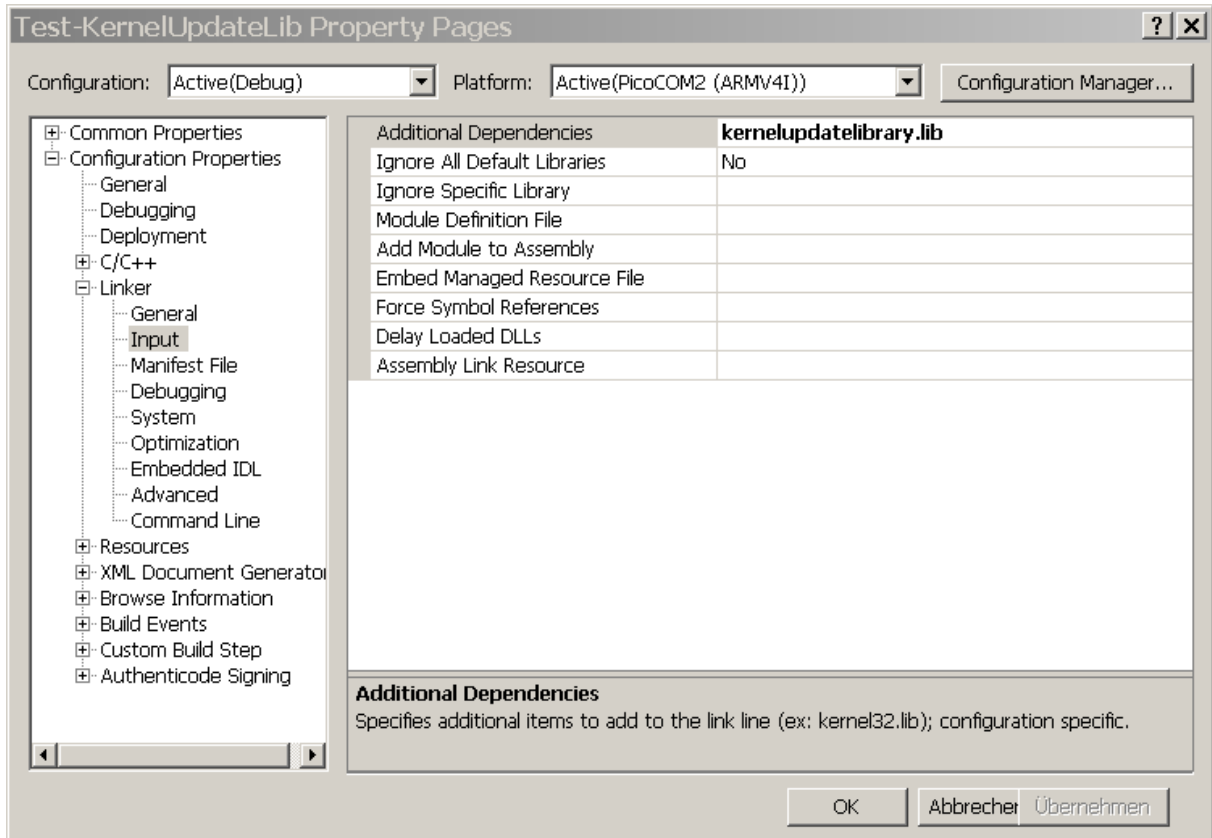 Test-KernelUpdateLib Property Pages
Configuration: Active(Debug) Platform: Active(PicoCOM2 (ARMV4I)) Configuration Manager...
Common Properties
Configuration Properties
General
Debugging
Deployment
C/C++
Linker
General
Input
Manifest File
Debugging
System
Optimization
Embedded IDL
Advanced
Command Line
Resources
XML Document Generator
Browse Information
Build Events
Custom Build Step
Authenticode Signing
Additional Dependencies kernelupdatelibrary.lib
Ignore All Default Libraries No
Ignore Specific Library
Module Definition File
Add Module to Assembly
Embed Managed Resource File
Force Symbol References
Delay Loaded DLLs
Assembly Link Resource
Additional Dependencies
Specifies additional items to add to the link line (ex: kernel32.lib); configuration specific.
OK Abbrecher Übernehmen